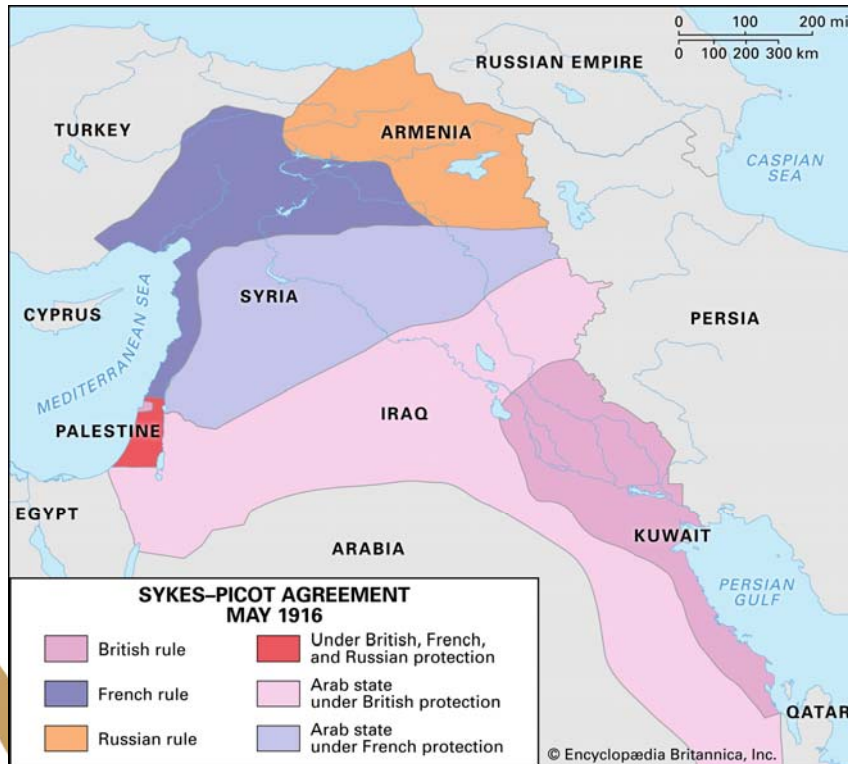 0 100 200 mi
0 100 200 300 km
RUSSIAN EMPIRE
TURKEY
ARMENIA
CASPIAN
SEA
SYRIA
CYPRUS
MEDITERRANEAN SEA
PERSIA
IRAQ
PALESTINE
EGYPT
KUWAIT
ARABIA
PERSIAN
GULF
QATAR
SYKES–PICOT AGREEMENT
MAY 1916
British rule
French rule
Russian rule
Under British, French,
and Russian protection
Arab state
under British protection
Arab state
under French protection
© Encyclopædia Britannica, Inc.